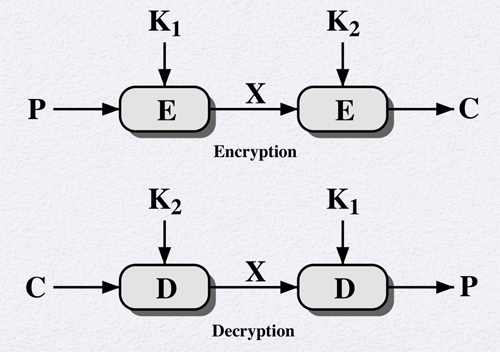 K1 K2
P E X E C
Encryption
K2 K1
C D X D P
Decryption